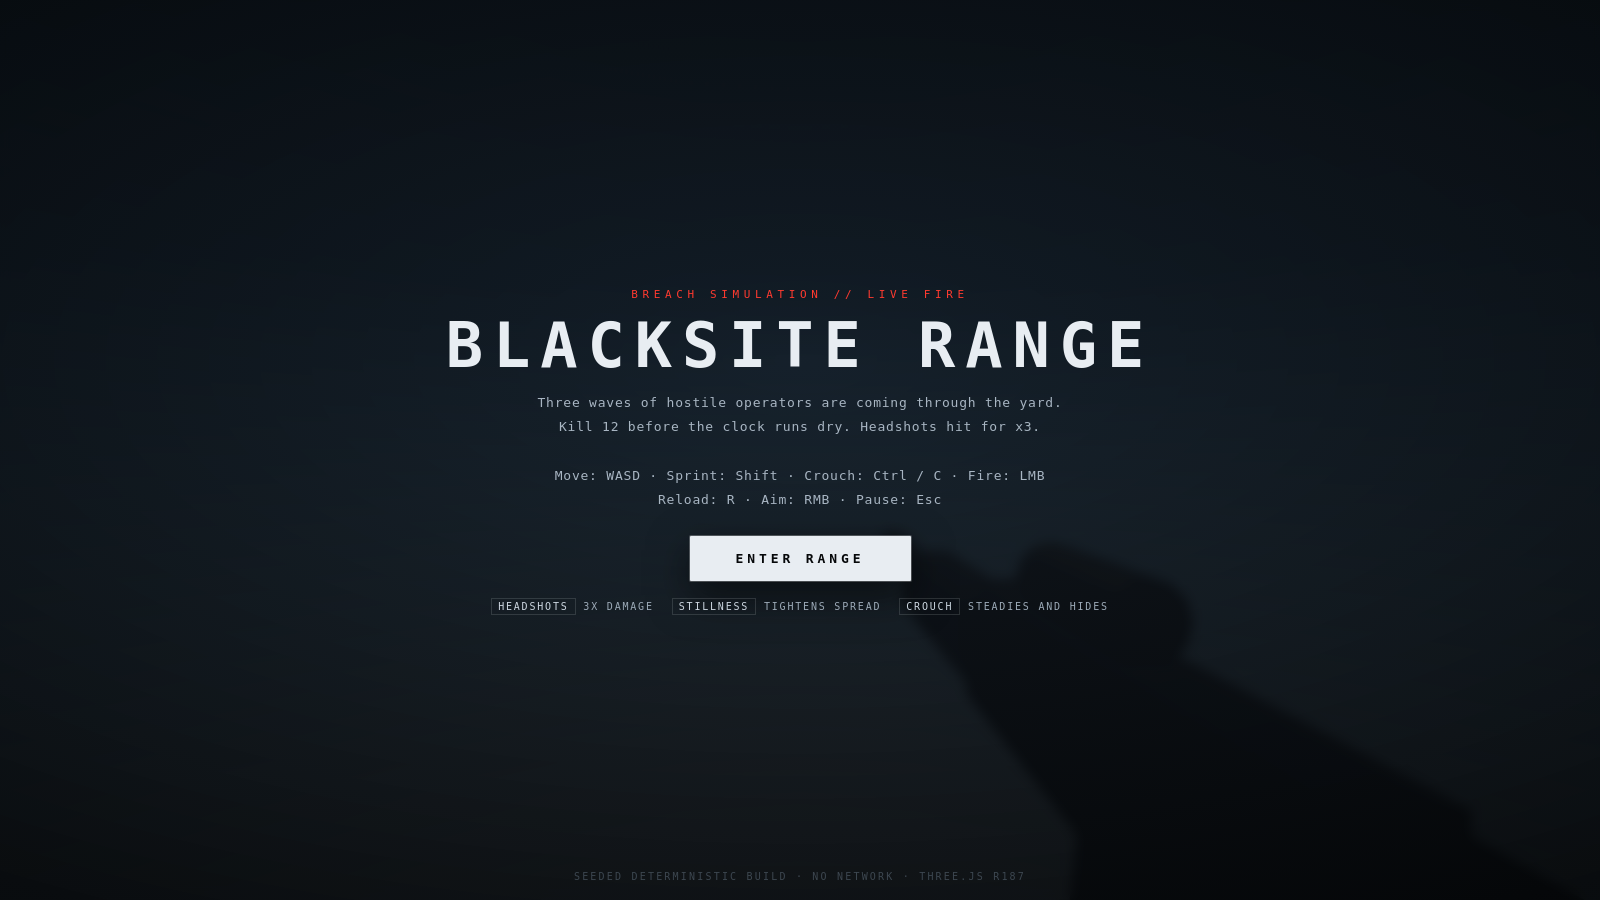 BREACH SIMULATION // LIVE FIRE
BLACKSITE RANGE
Three waves of hostile operators are coming through the yard.
Kill 12 before the clock runs dry. Headshots hit for x3.
Move: WASD · Sprint: Shift · Crouch: Ctrl / C · Fire: LMB
Reload: R · Aim: RMB · Pause: Esc
ENTER RANGE
HEADSHOTS 3X DAMAGE STILLNESS TIGHTENS SPREAD CROUCH STEADIES AND HIDES
SEEDED DETERMINISTIC BUILD · NO NETWORK · THREE.JS R187